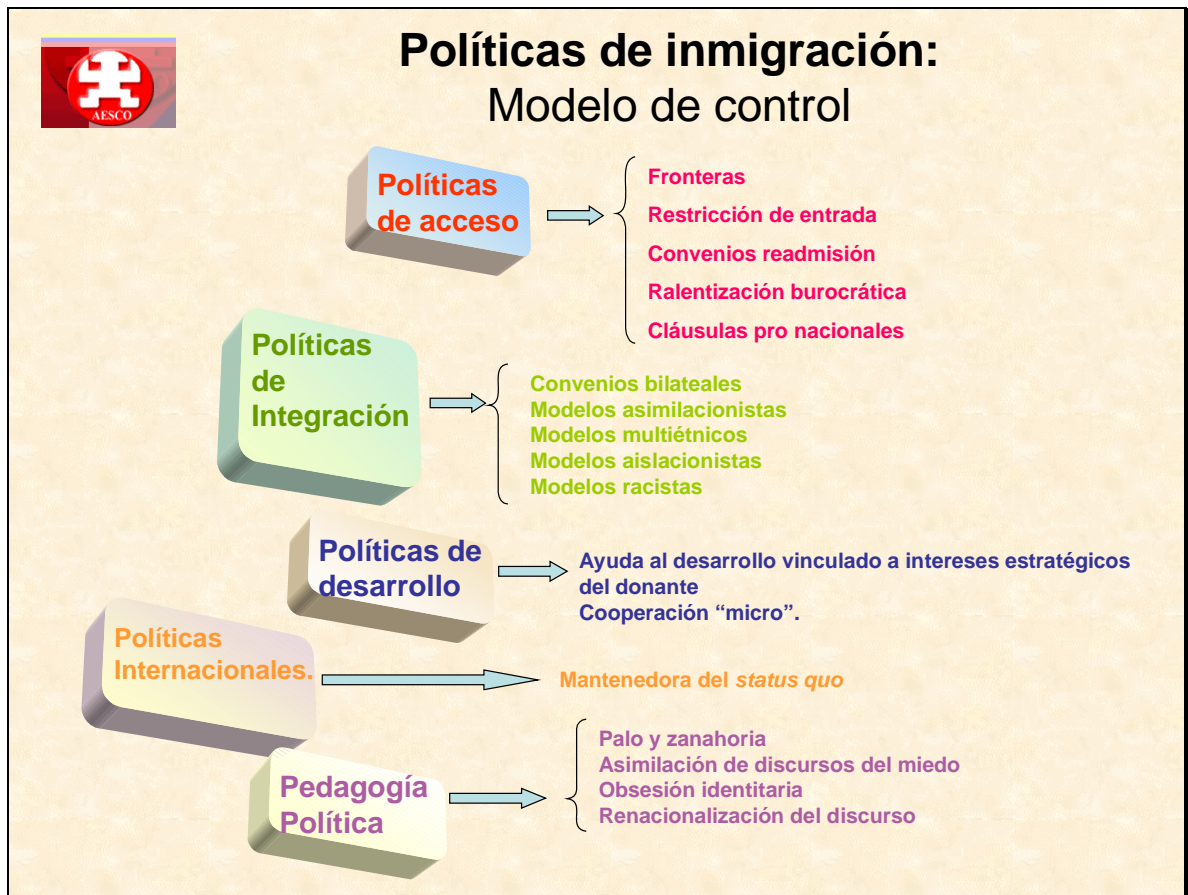 Políticas de inmigración:
Modelo de control
AESCO
Políticas
de acceso
Fronteras
Restricción de entrada
Convenios readmisión
Ralentización burocrática
Cláusulas pro nacionales
Políticas
de
Integración
Convenios bilateales
Modelos asimilacionistas
Modelos multiétnicos
Modelos aislacionistas
Modelos racistas
Políticas de
desarrollo
Ayuda al desarrollo vinculado a intereses estratégicos
del donante
Cooperación “micro”.
Políticas
Internacionales.
Mantenedora del status quo
Pedagogía
Política
Palo y zanahoria
Asimilación de discursos del miedo
Obsesión identitaria
Renacionalización del discurso